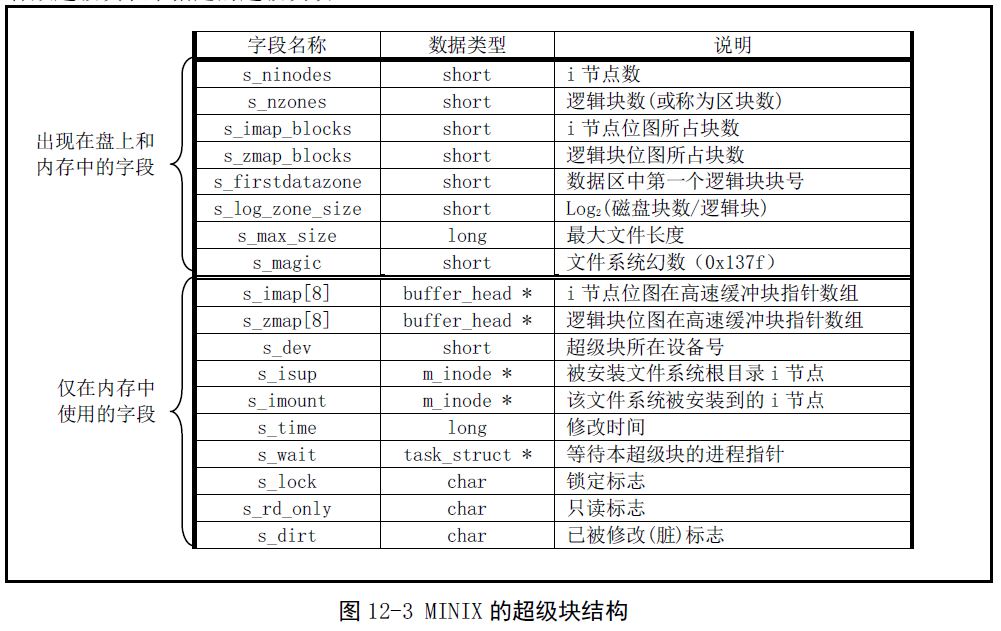 字段名称 数据类型 说明
s_ninodes short i 节点数
s_nzones short 逻辑块数(或称为区块数)
s_imap_blocks short i 节点位图所占块数
出现在盘上和
内存中的字段
s_zmap_blocks short 逻辑块位图所占块数
s_firstdatazone short 数据区中第一个逻辑块块号
s_log_zone_size short Log₂(磁盘块数/逻辑块)
s_max_size long 最大文件长度
s_magic short 文件系统幻数（0x137f）
s_imap[8] buffer_head * i 节点位图在高速缓冲块指针数组
s_zmap[8] buffer_head * 逻辑块位图在高速缓冲块指针数组
s_dev short 超级块所在设备号
s_isup m_inode * 被安装文件系统根目录 i 节点
仅在内存中
使用的字段
s_imount m_inode * 该文件系统被安装到的 i 节点
s_time long 修改时间
s_wait task_struct * 等待本超级块的进程指针
s_lock char 锁定标志
s_rd_only char 只读标志
s_dirt char 已被修改(脏)标志
图 12-3 MINIX 的超级块结构